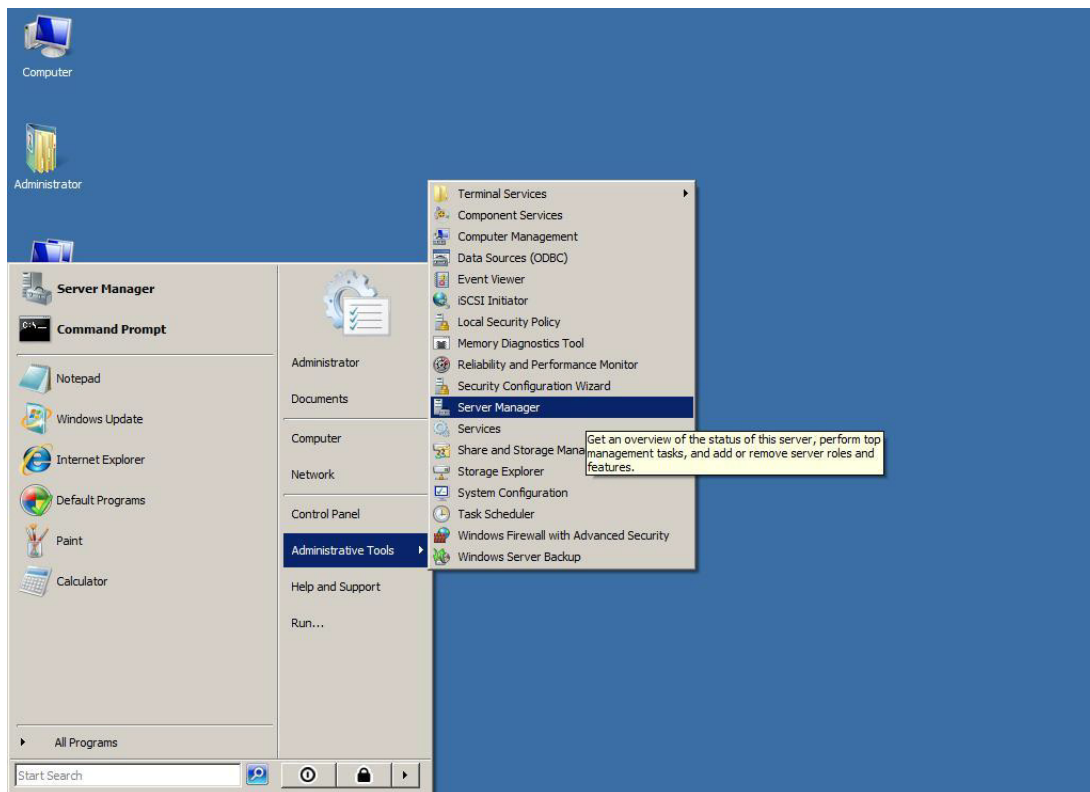 Computer
Administrator
Server Manager
Command Prompt
Notepad
Windows Update
Internet Explorer
Default Programs
Paint
Calculator
All Programs
Start Search
Administrator
Documents
Computer
Network
Control Panel
Administrative Tools
Help and Support
Run...
Terminal Services
Component Services
Computer Management
Data Sources (ODBC)
Event Viewer
iSCSI Initiator
Local Security Policy
Memory Diagnostics Tool
Reliability and Performance Monitor
Security Configuration Wizard
Server Manager
Services
Share and Storage Mana
Storage Explorer
System Configuration
Task Scheduler
Windows Firewall with Advanced Security
Windows Server Backup
Get an overview of the status of this server, perform top
management tasks, and add or remove server roles and
features.